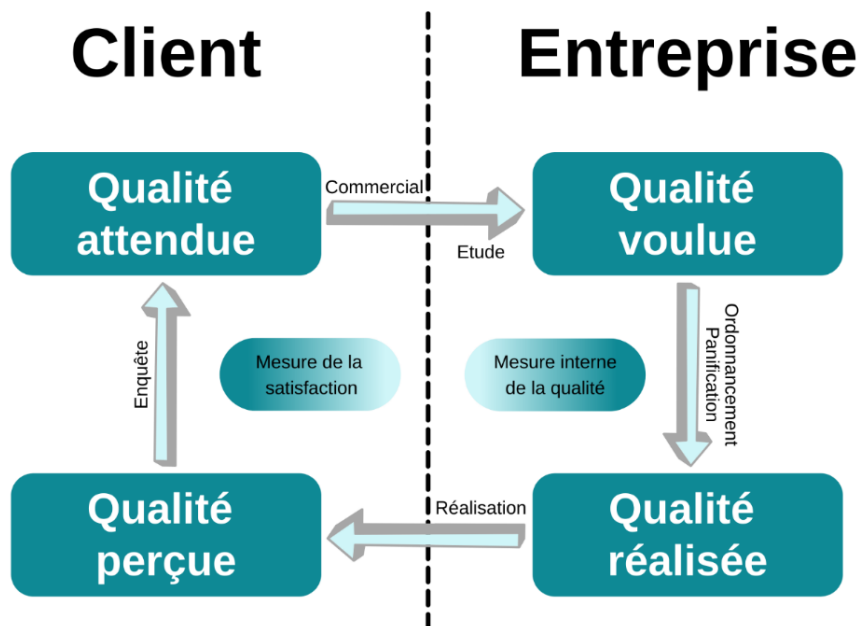 Client
Entreprise
Qualité
attendue
Commercial
Etude
Qualité
voulue
Enquête
Mesure de la
satisfaction
Mesure interne
de la qualité
Ordonnancement
Panification
Qualité
perçue
Réalisation
Qualité
réalisée